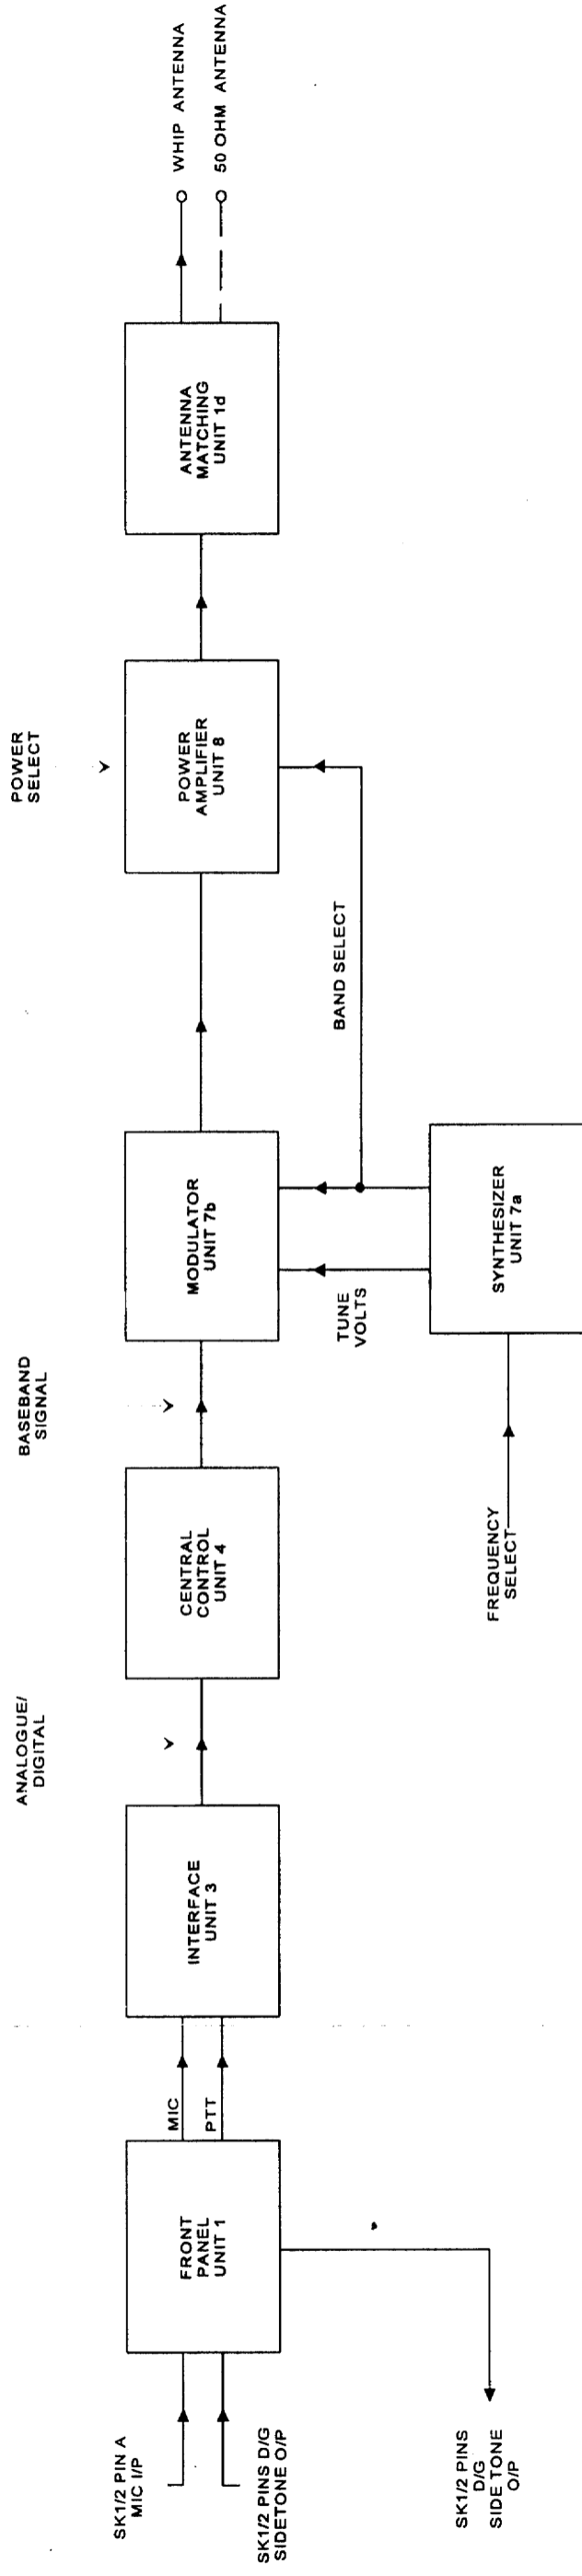 SK1/2 PIN A
MIC I/P
SK1/2 PINS D/G
SIDETONE O/P
SK1/2 PINS
D/G
SIDE TONE
O/P
FRONT
PANEL
UNIT 1
MIC
PTT
INTERFACE
UNIT 3
ANALOGUE/
DIGITAL
CENTRAL
CONTROL
UNIT 4
BASEBAND
SIGNAL
MODULATOR
UNIT 7b
TUNE
VOLTS
FREQUENCY
SELECT
SYNTHESIZER
UNIT 7a
BAND SELECT
POWER
SELECT
POWER
AMPLIFIER
UNIT 8
ANTENNA
MATCHING
UNIT 1d
WHIP ANTENNA
50 OHM ANTENNA